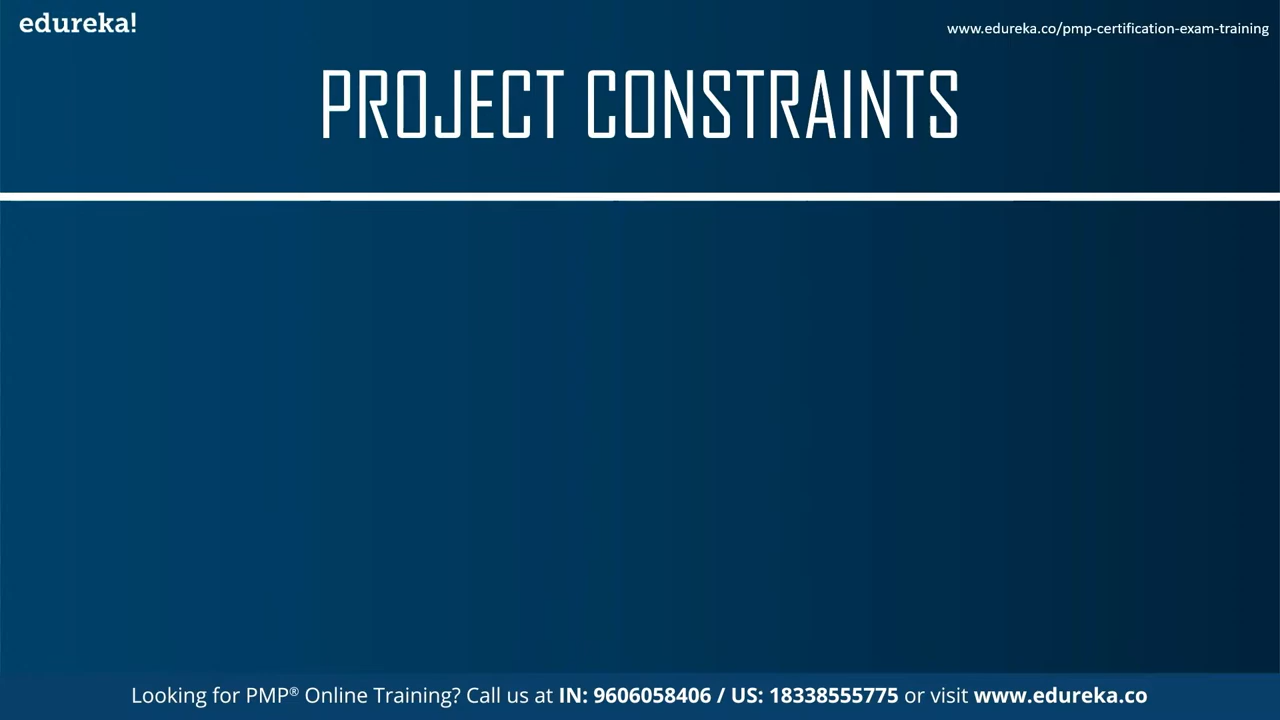 edureka!
www.edureka.co/pmp-certification-exam-training
PROJECT CONSTRAINTS
Looking for PMP® Online Training? Call us at IN: 9606058406 / US: 18338555775 or visit www.edureka.co